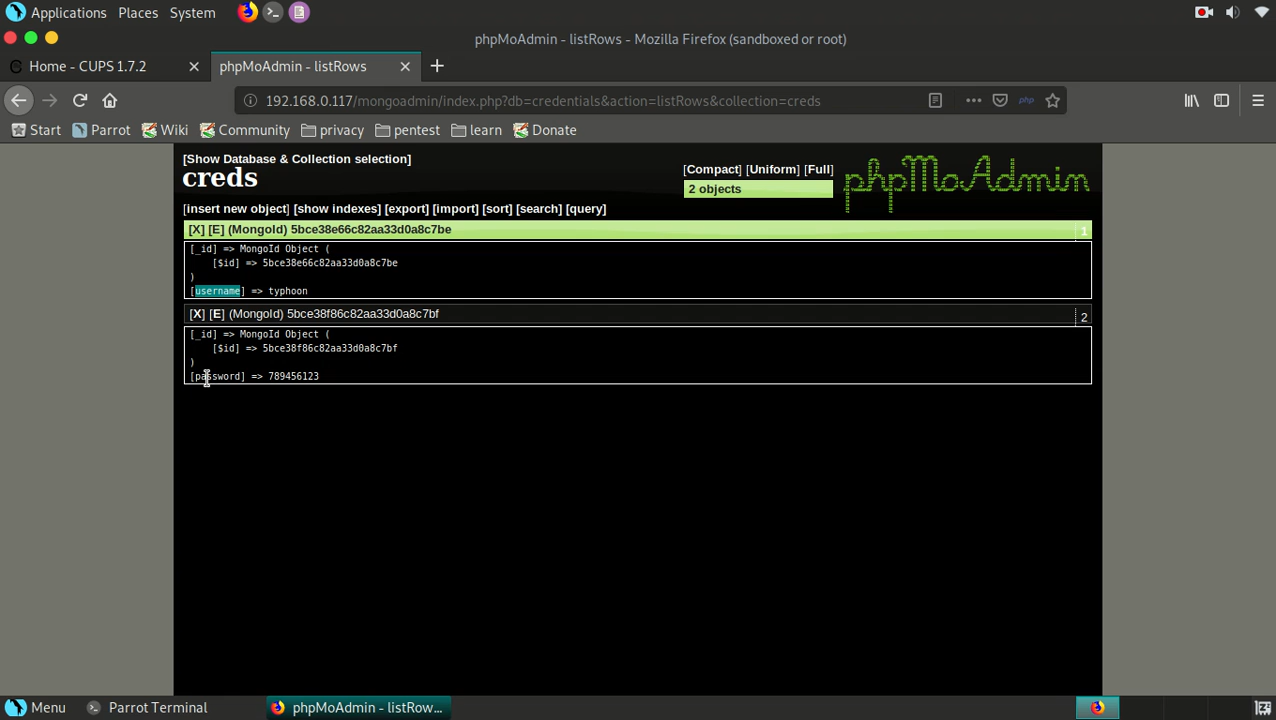 Applications Places System
phpMoAdmin - listRows - Mozilla Firefox (sandboxed or root)
Home - CUPS 1.7.2
phpMoAdmin - listRows
192.168.0.117/mongoadmin/index.php?db=credentials&action=listRows&collection=creds
php
Start Parrot Wiki Community privacy pentest learn Donate
[Show Database & Collection selection]
creds
[Compact] [Uniform] [Full]
2 objects
phpMoAdmin
[insert new object] [show indexes] [export] [import] [sort] [search] [query]
[X] [E] (MongoId) 5bce38e66c82aa33d0a8c7be 1
[_id] => MongoId Object (
[$id] => 5bce38e66c82aa33d0a8c7be
)
[username] => typhoon
[X] [E] (MongoId) 5bce38f86c82aa33d0a8c7bf 2
[_id] => MongoId Object (
[$id] => 5bce38f86c82aa33d0a8c7bf
)
[password] => 789456123
Menu Parrot Terminal phpMoAdmin - listRow...